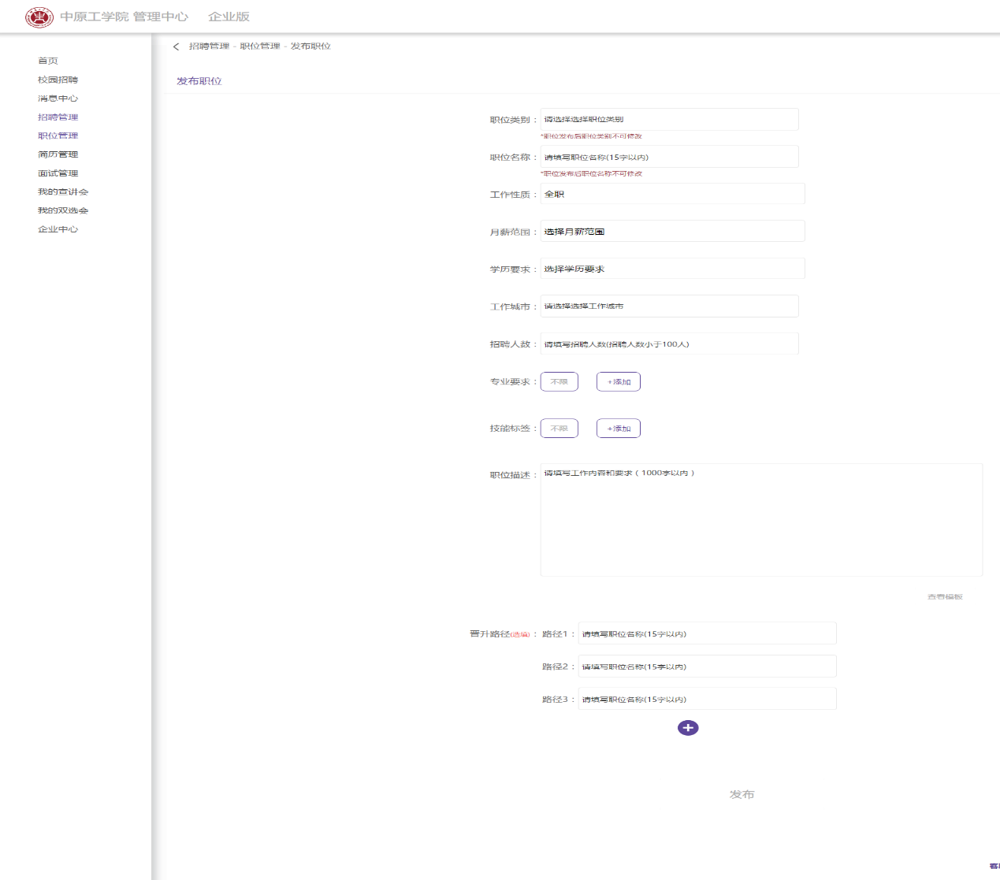 中原工学院 管理中心 企业版
首页
校园招聘
消息中心
招聘管理
职位管理
简历管理
面试管理
我的宣讲会
我的双选会
企业中心
< 招聘管理 - 职位管理 - 发布职位
发布职位
职位类别： 请选择选择职位类别
*职位发布后职位类别不可修改
职位名称： 请填写职位名称(15字以内)
*职位发布后职位名称不可修改
工作性质： 全职
月薪范围： 选择月薪范围
学历要求： 选择学历要求
工作城市： 请选择选择工作城市
招聘人数： 请填写招聘人数(招聘人数小于100人)
专业要求： 不限 +添加
技能标签： 不限 +添加
职位描述： 请填写工作内容和要求（1000字以内）
查看模板
晋升路径(选填)： 路径1： 请填写职位名称(15字以内)
路径2： 请填写职位名称(15字以内)
路径3： 请填写职位名称(15字以内)
发布